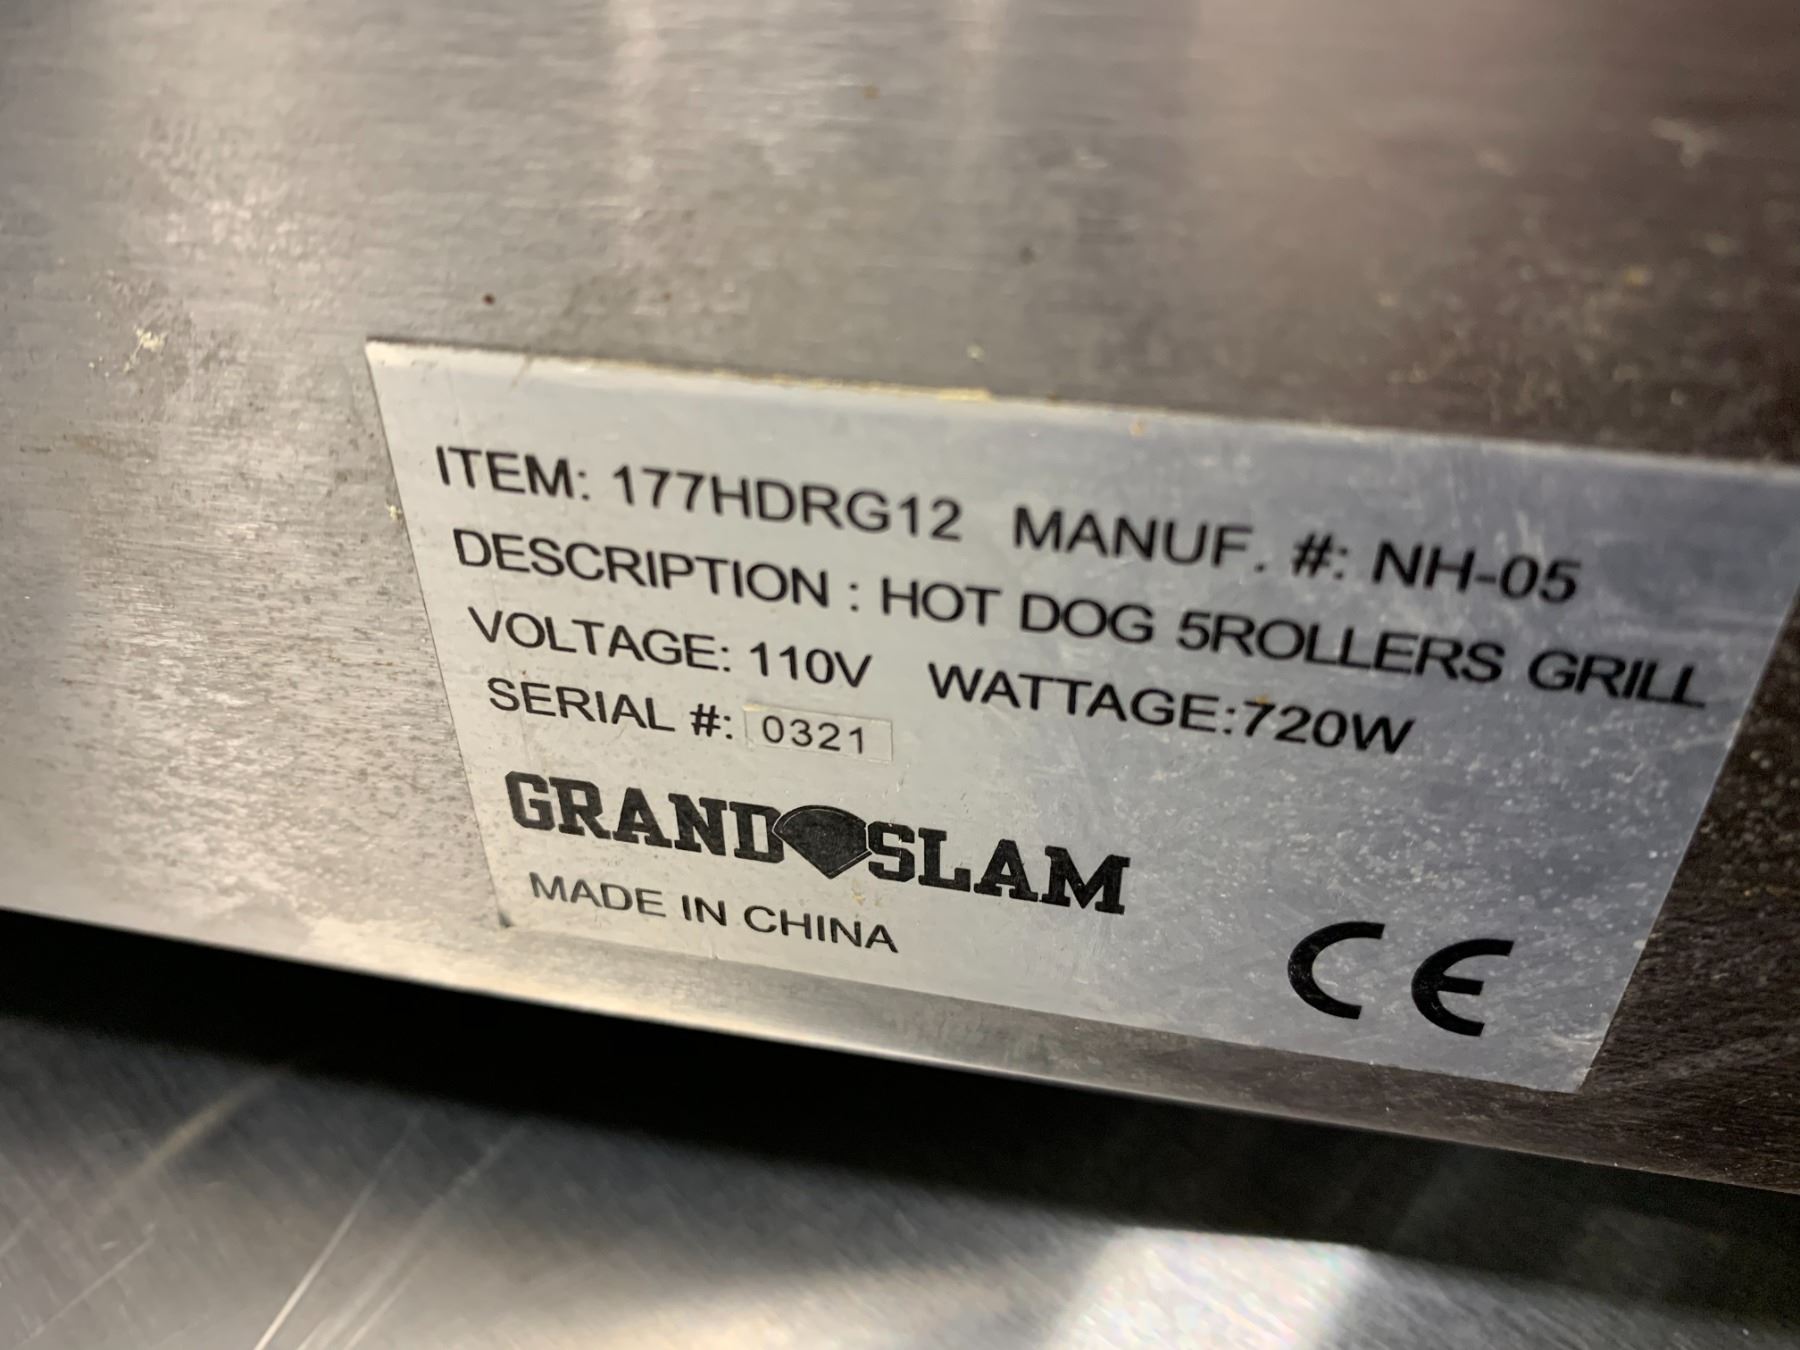 ITEM: 177HDRG12 MANUF. #: NH-05
DESCRIPTION : HOT DOG 5ROLLERS GRILL
VOLTAGE: 110V WATTAGE:720W
SERIAL #: 0321
GRAND SLAM
MADE IN CHINA
CE